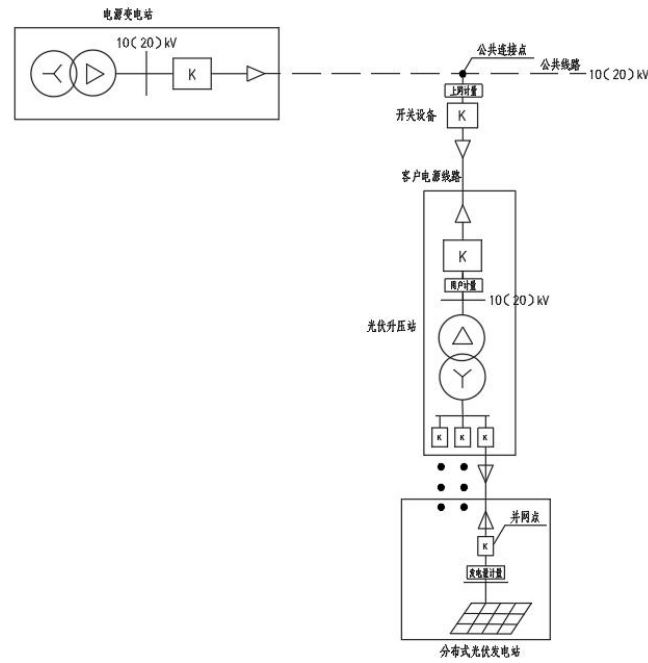 电源变电站
10(20)kV
K
公共连接点
公共线路
10(20)kV
上网计量
开关设备
K
客户电源线路
K
用户计量
10(20)kV
光伏升压站
K K K
并网点
K
发电量计量
分布式光伏发电站